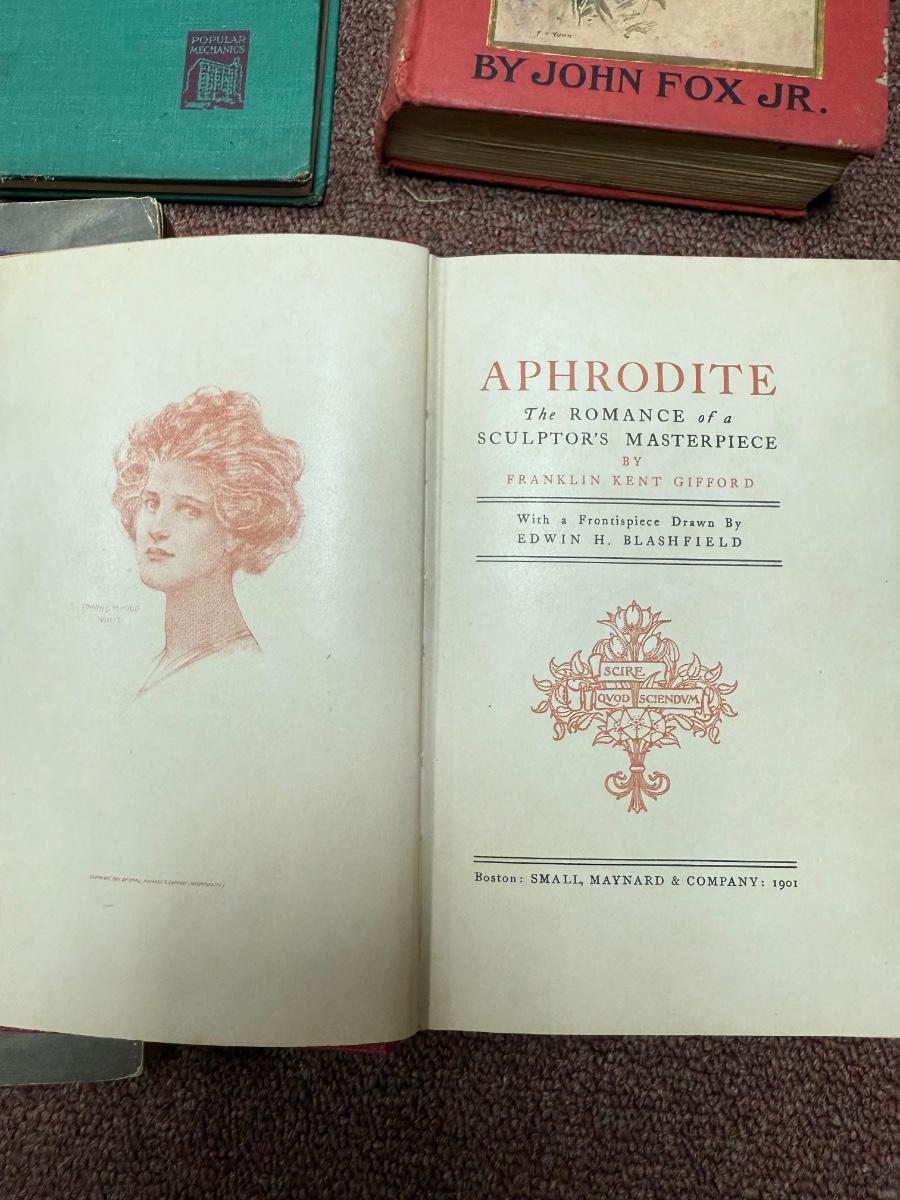 POPULAR
MECHANICS
BY JOHN FOX JR.
APHRODITE
The ROMANCE of a
SCULPTOR'S MASTERPIECE
BY
FRANKLIN KENT GIFFORD
With a Frontispiece Drawn By
EDWIN H. BLASHFIELD
SCIRE
QVOD SCIENDVM
Boston: SMALL, MAYNARD & COMPANY: 1901